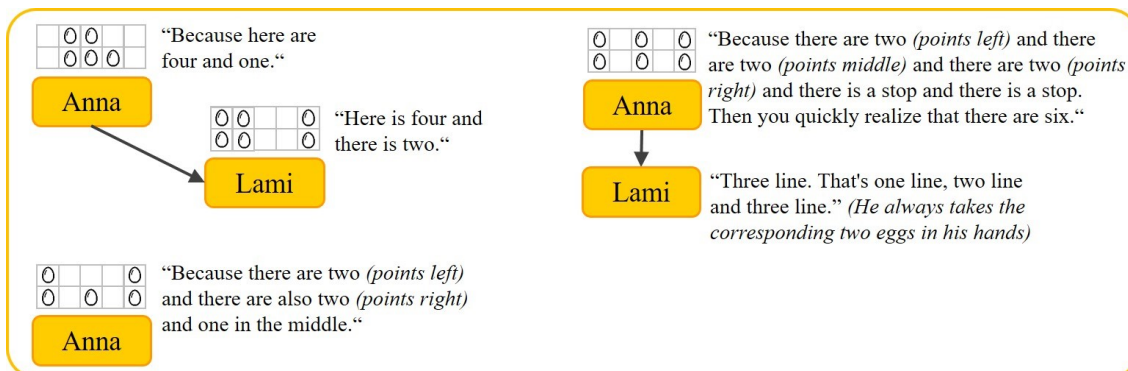 “Because here are
four and one.“
Anna
“Here is four and
there is two.“
Lami
“Because there are two (points left)
and there are also two (points right)
and one in the middle.“
Anna
“Because there are two (points left) and there
are two (points middle) and there are two (points
right) and there is a stop and there is a stop.
Then you quickly realize that there are six.“
Anna
“Three line. That's one line, two line
and three line.” (He always takes the
corresponding two eggs in his hands)
Lami